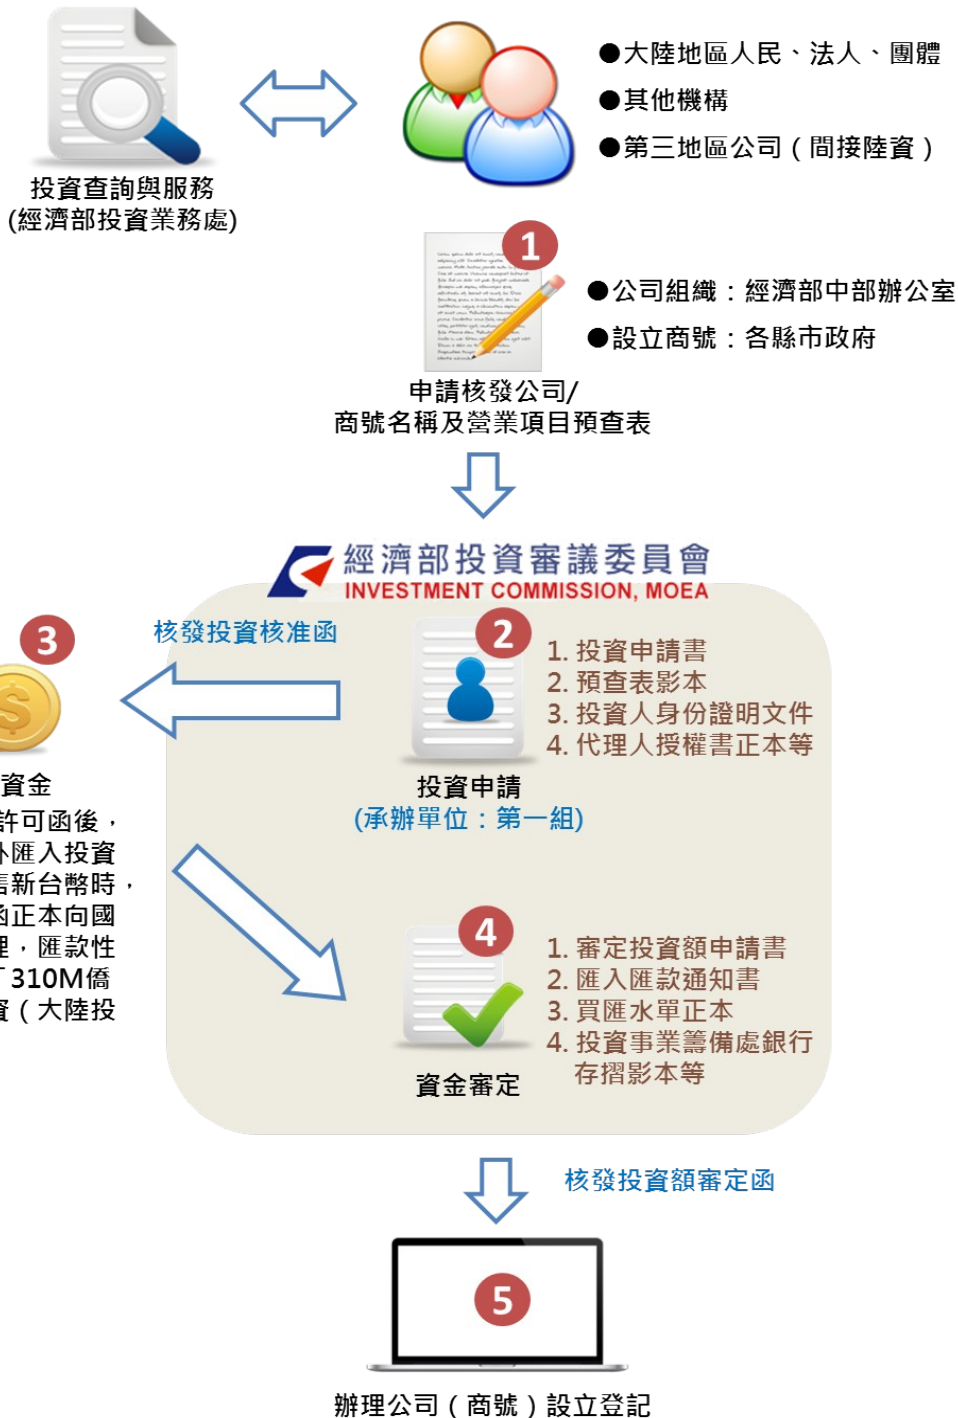 ●大陸地區人民、法人、團體
●其他機構
●第三地區公司（間接陸資）
投資查詢與服務
(經濟部投資業務處)
1
●公司組織：經濟部中部辦公室
●設立商號：各縣市政府
申請核發公司/
商號名稱及營業項目預查表
經濟部投資審議委員會
INVESTMENT COMMISSION, MOEA
核發投資核准函
2
1. 投資申請書
2. 預查表影本
3. 投資人身份證明文件
4. 代理人授權書正本等
投資申請
(承辦單位：第一組)
3
$
資金
許可函後，
外匯入投資
售新台幣時，
函正本向國
理，匯款性
「310M僑
資（大陸投
4
1. 審定投資額申請書
2. 匯入匯款通知書
3. 買匯水單正本
4. 投資事業籌備處銀行
存摺影本等
資金審定
核發投資額審定函
5
辦理公司（商號）設立登記